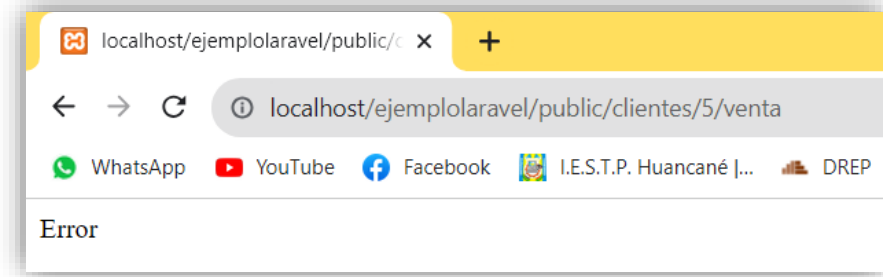 localhost/ejemplolaravel/public/c
localhost/ejemplolaravel/public/clientes/5/venta
WhatsApp YouTube Facebook I.E.S.T.P. Huancané |... DREP
Error